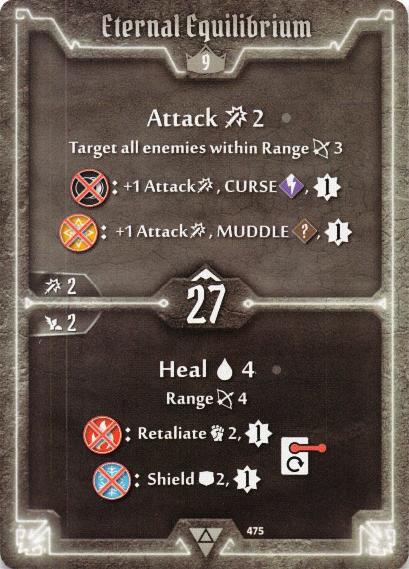 Eternal Equilibrium
9
Attack 2
Target all enemies within Range 3
: +1 Attack, CURSE, 1
: +1 Attack, MUDDLE ?, 1
2
27
2
Heal 4
Range 4
: Retaliate 2, 1
: Shield 2, 1
475